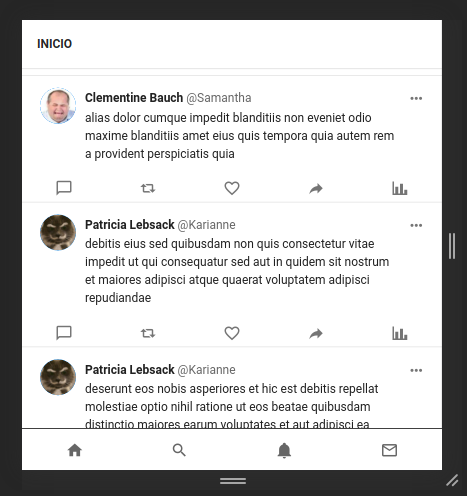 INICIO
Clementine Bauch @Samantha
alias dolor cumque impedit blanditiis non eveniet odio
maxime blanditiis amet eius quis tempora quia autem rem
a provident perspiciatis quia
Patricia Lebsack @Karianne
debitis eius sed quibusdam non quis consectetur vitae
impedit ut qui consequatur sed aut in quidem sit nostrum
et maiores adipisci atque quaerat voluptatem adipisci
repudiandae
Patricia Lebsack @Karianne
deserunt eos nobis asperiores et hic est debitis repellat
molestiae optio nihil ratione ut eos beatae quibusdam
distinctio maiores earum voluptates et aut adipisci ea